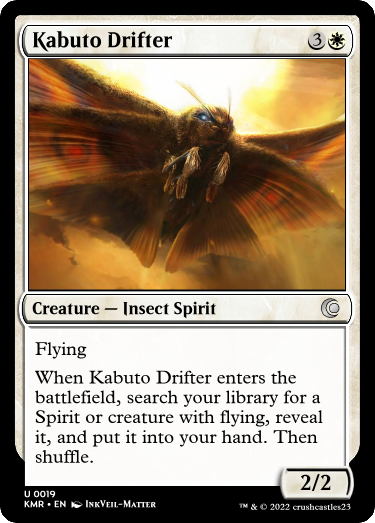 Kabuto Drifter 3
Creature — Insect Spirit
Flying
When Kabuto Drifter enters the
battlefield, search your library for a
Spirit or creature with flying, reveal
it, and put it into your hand. Then
shuffle.
2/2
U 0019
KMR • EN InkVeil-Matter
™ & © 2022 crushcastles23